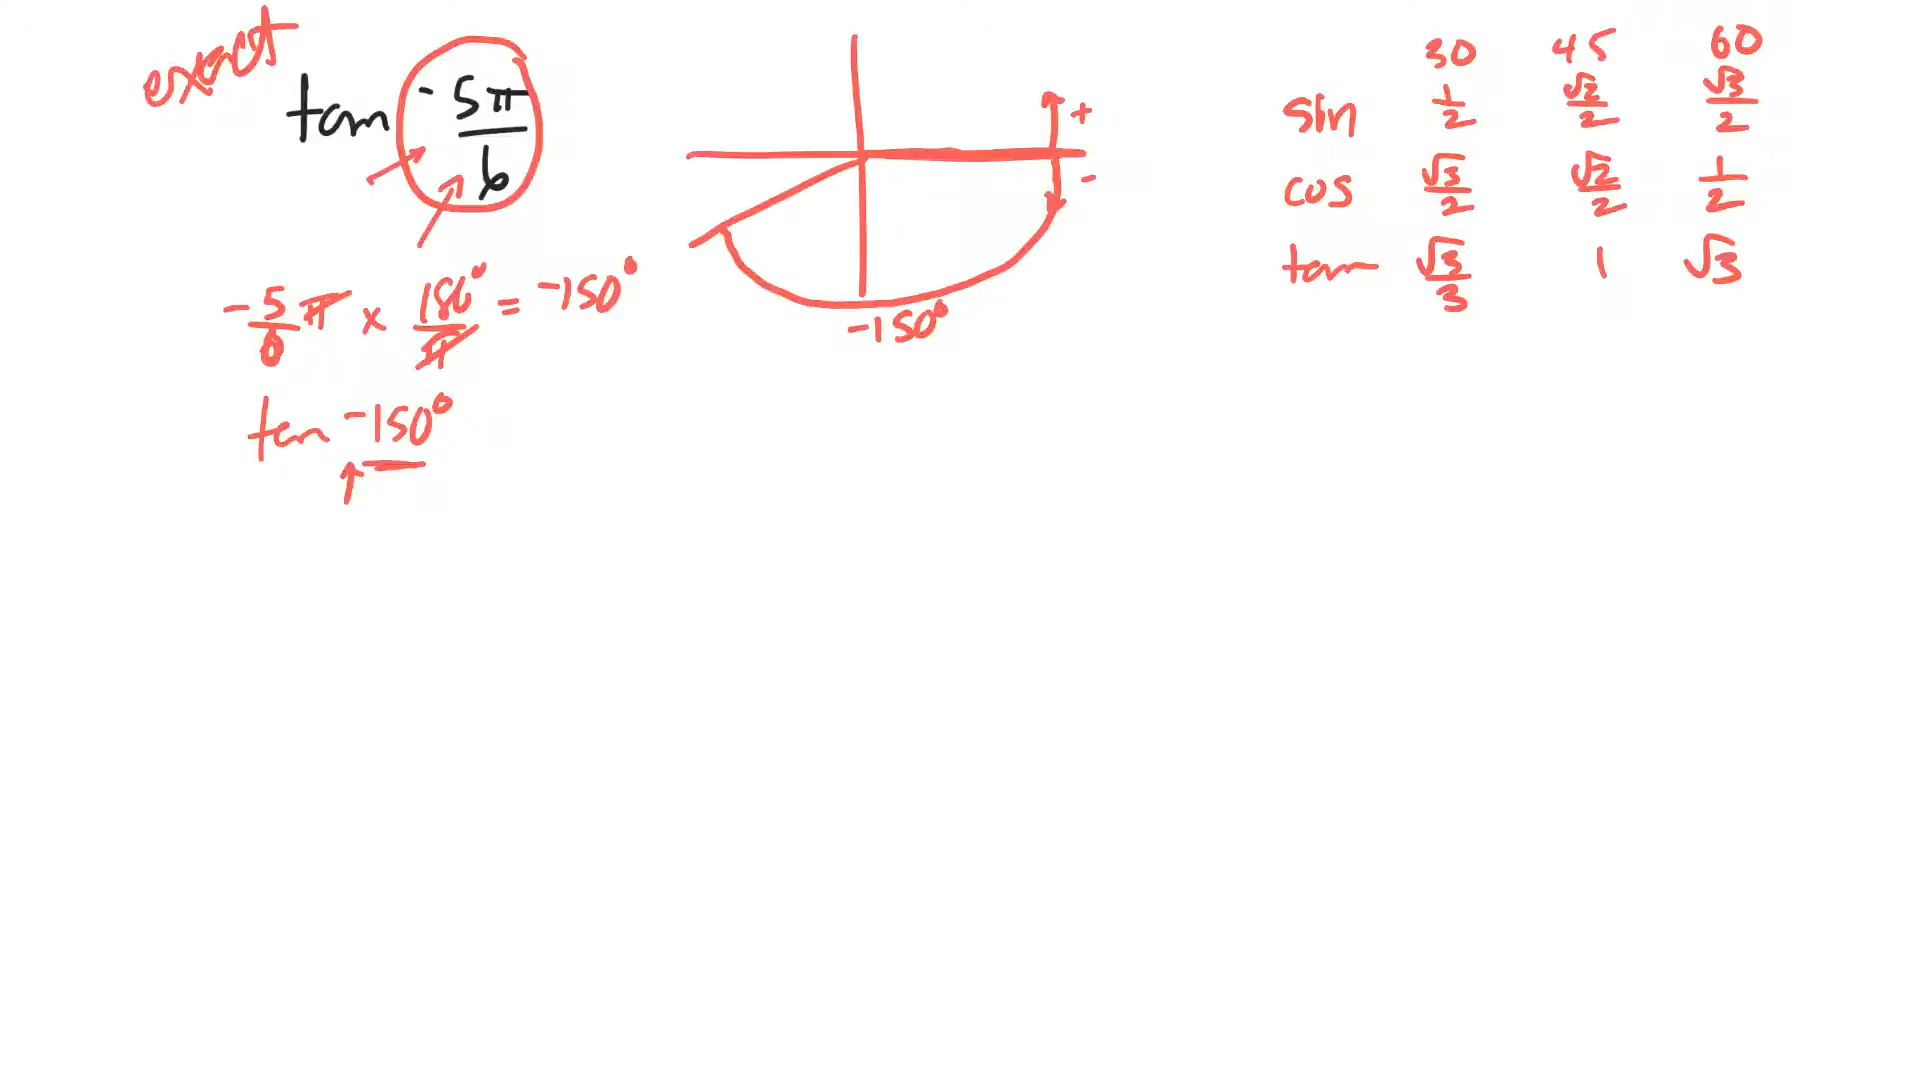 exact
tan -5π/6
-5/6 π × 180°/π = -150°
tan -150°
+
-
-150°
30 45 60
sin 1/2 √2/2 √3/2
cos √3/2 √2/2 1/2
tan √3/3 1 √3